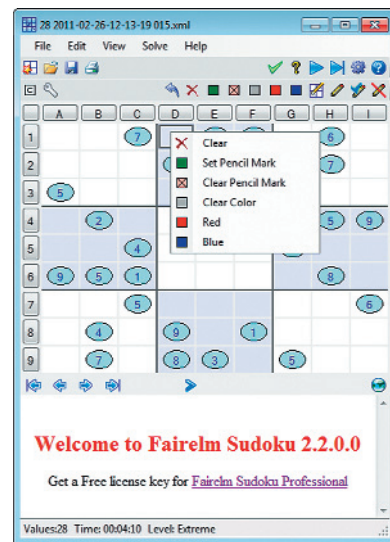 28 2011-02-26-12-13-19 015.xml
File Edit View Solve Help
A B C D E F G H I
1 7 6
2 7
3 5
4 2 5 9
5 4
6 9 5 1 8
7 5 6
8 4 9 1
9 7 8 3 5
Clear
Set Pencil Mark
Clear Pencil Mark
Clear Color
Red
Blue
Welcome to Fairelm Sudoku 2.2.0.0
Get a Free license key for Fairelm Sudoku Professional
Values:28 Time: 00:04:10 Level: Extreme